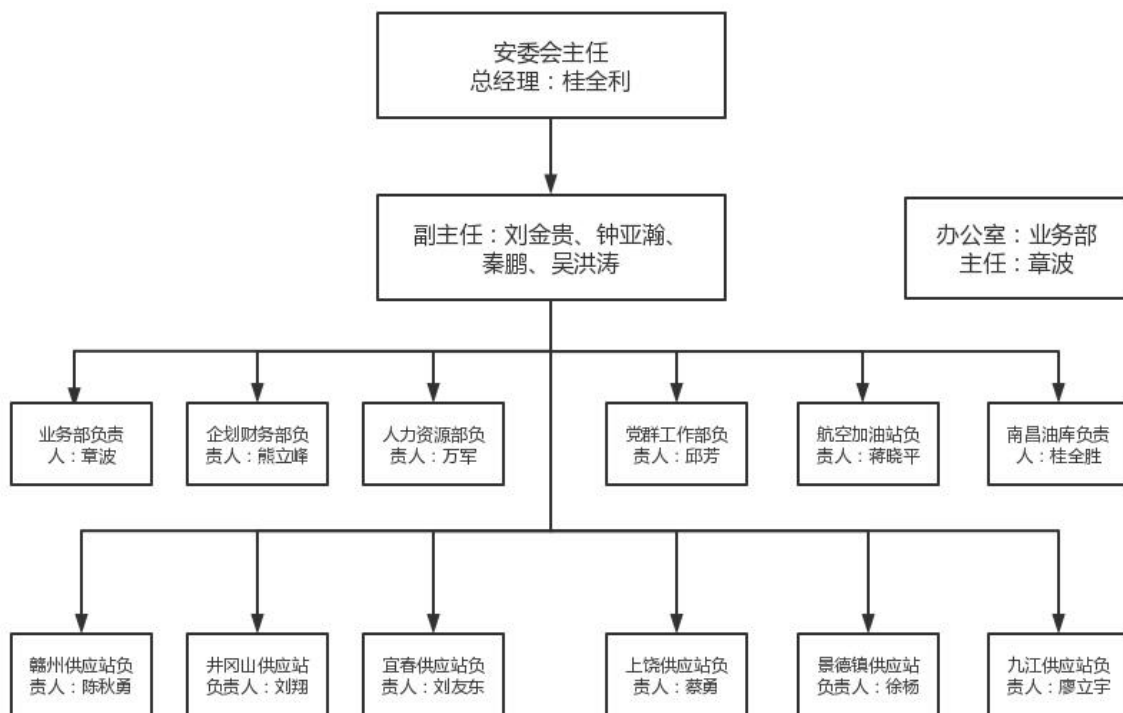 安委会主任
总经理：桂全利
副主任：刘金贵、钟亚瀚、
秦鹏、吴洪涛
办公室：业务部
主任：章波
业务部负责
人：章波
企划财务部负
责人：熊立峰
人力资源部负
责人：万军
党群工作部负
责人：邱芳
航空加油站负
责人：蒋晓平
南昌油库负责
人：桂全胜
赣州供应站负
责人：陈秋勇
井冈山供应站
负责人：刘翔
宜春供应站负
责人：刘友东
上饶供应站负
责人：蔡勇
景德镇供应站
负责人：徐杨
九江供应站负
责人：廖立宇